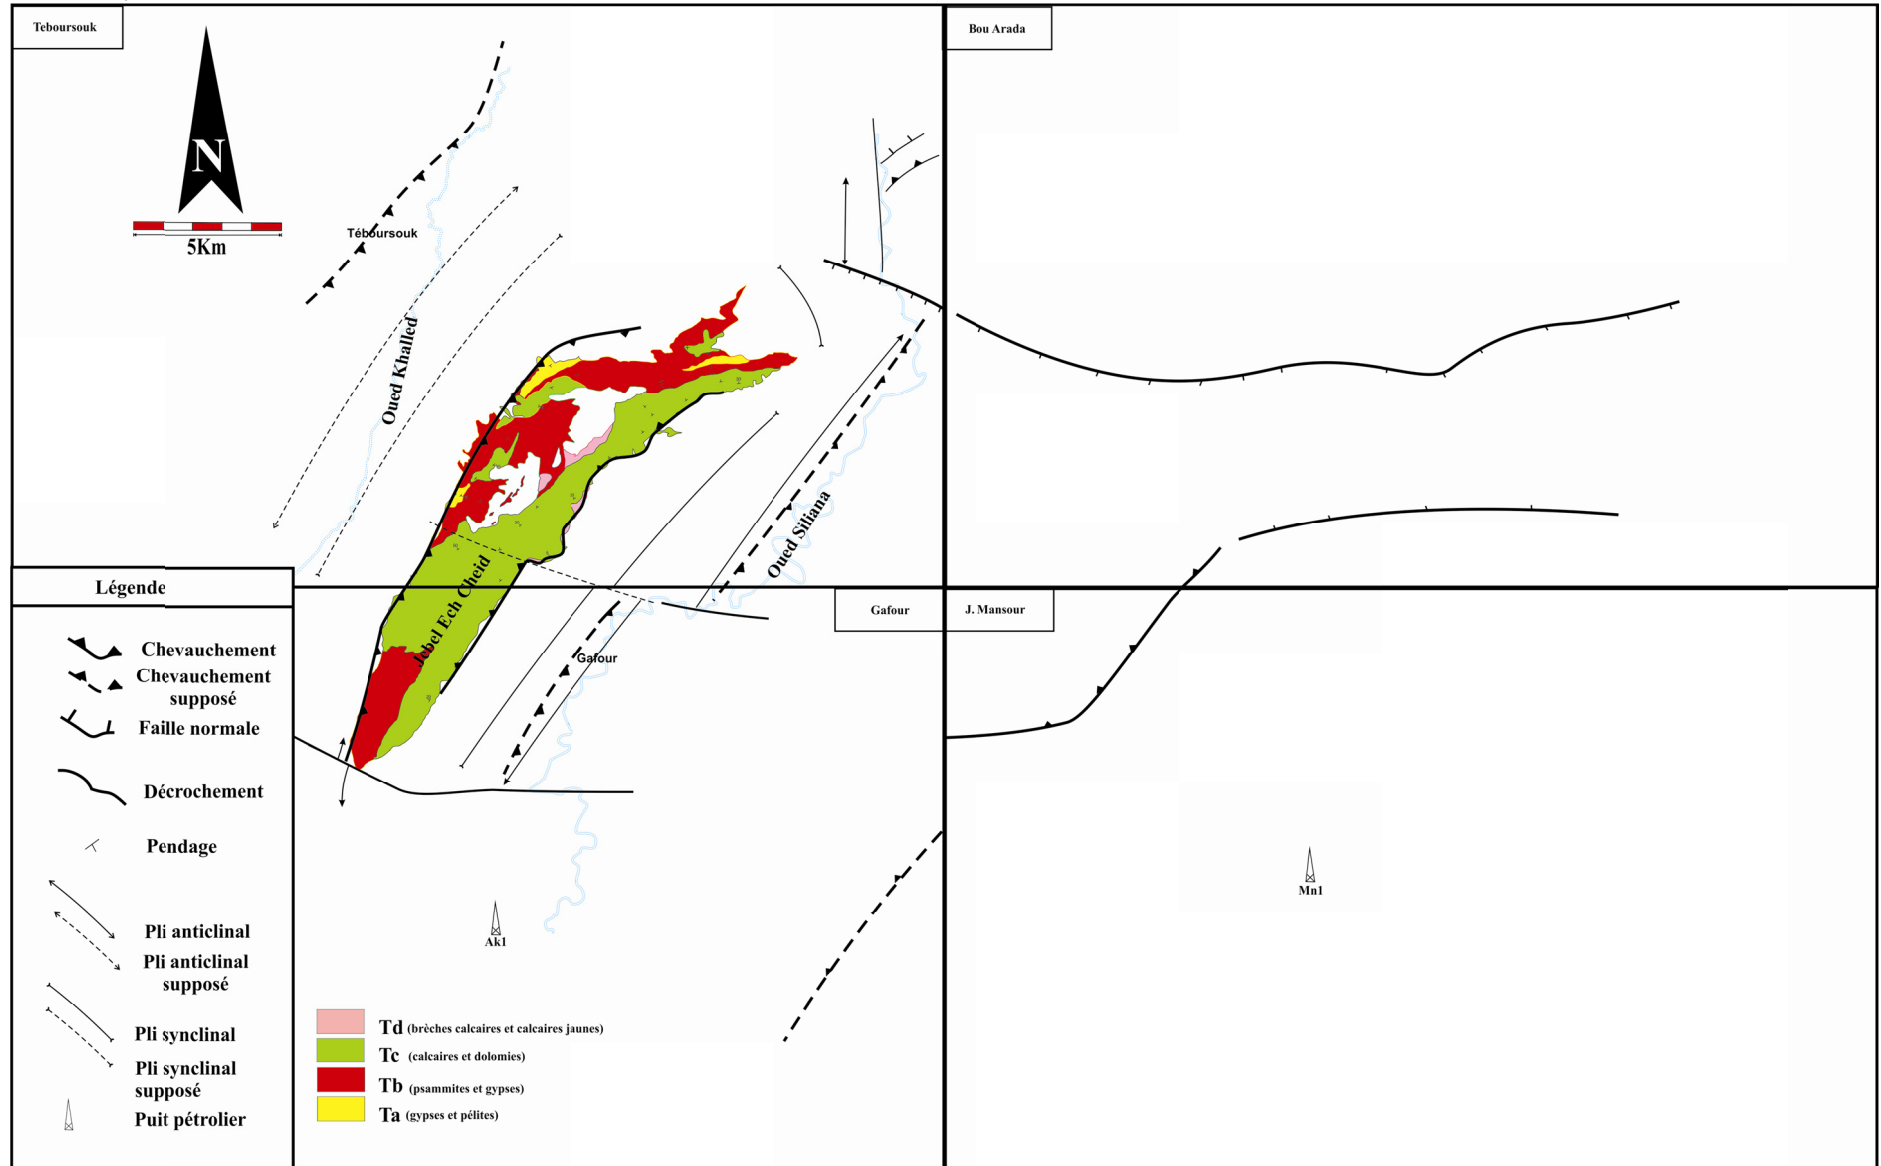 Teboursouk
Bou Arada
N
5Km
Téboursouk
Oued Khalled
Oued Siliana
Jebel Ech Cheid
Gafour
Gafour
J. Mansour
Légende
Chevauchement
Chevauchement
supposé
Faille normale
Décrochement
Pendage
Pli anticlinal
Pli anticlinal
supposé
Pli synclinal
Pli synclinal
supposé
Puit pétrolier
Ak1
Mn1
Td (brèches calcaires et calcaires jaunes)
Tc (calcaires et dolomies)
Tb (psammites et gypses)
Ta (gypses et pélites)